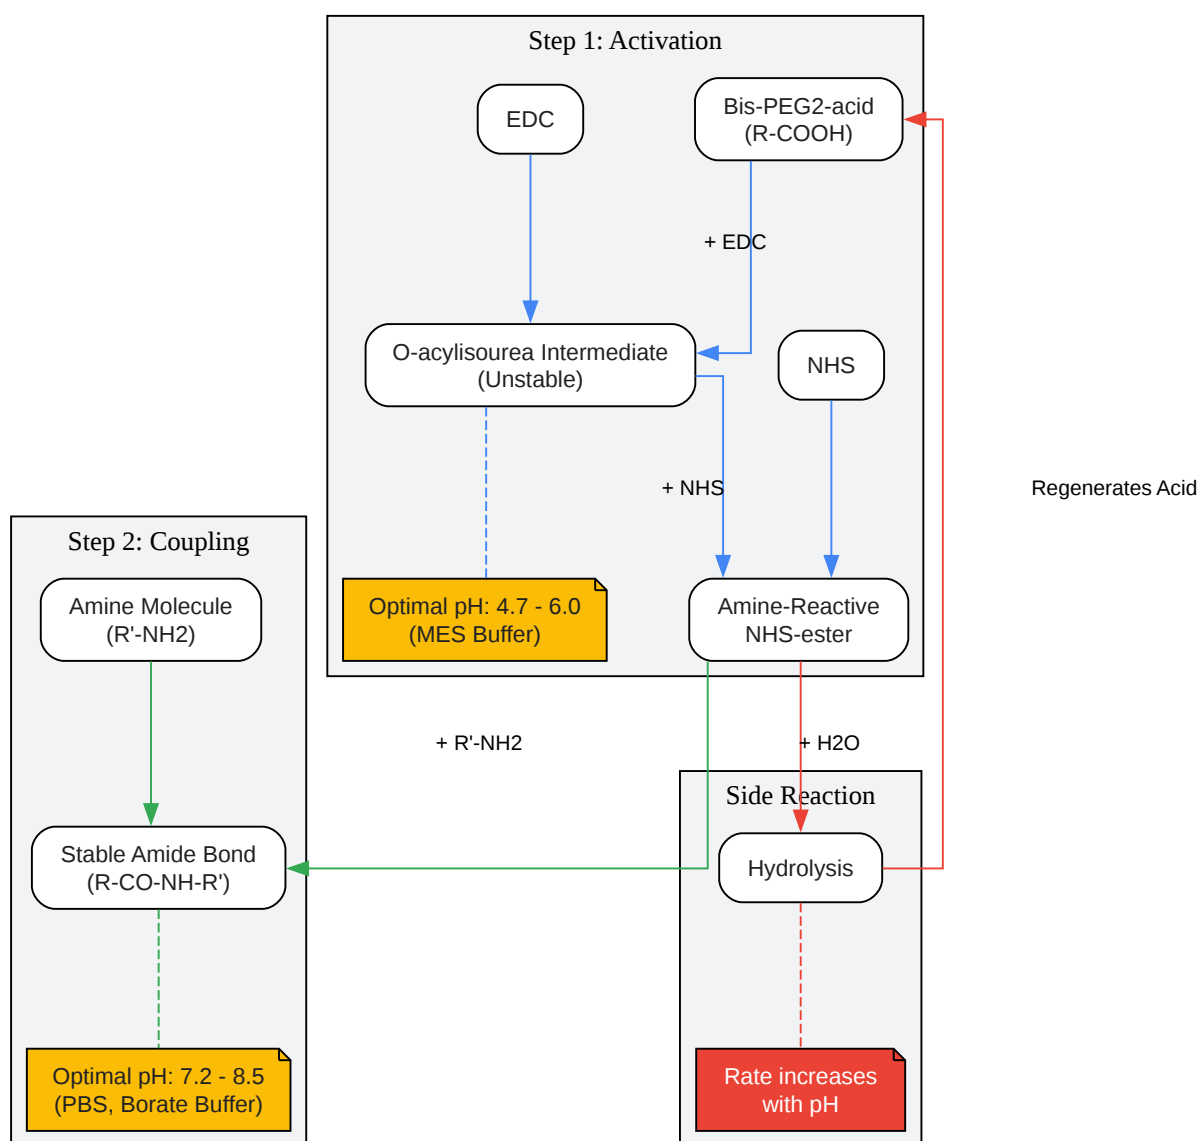 Step 1: Activation
EDC
Bis-PEG2-acid
(R-COOH)
+ EDC
O-acylisourea Intermediate
(Unstable)
NHS
+ NHS
Regenerates Acid
Optimal pH: 4.7 - 6.0
(MES Buffer)
Amine-Reactive
NHS-ester
Step 2: Coupling
Amine Molecule
(R'-NH2)
+ R'-NH2
+ H2O
Stable Amide Bond
(R-CO-NH-R')
Optimal pH: 7.2 - 8.5
(PBS, Borate Buffer)
Side Reaction
Hydrolysis
Rate increases
with pH